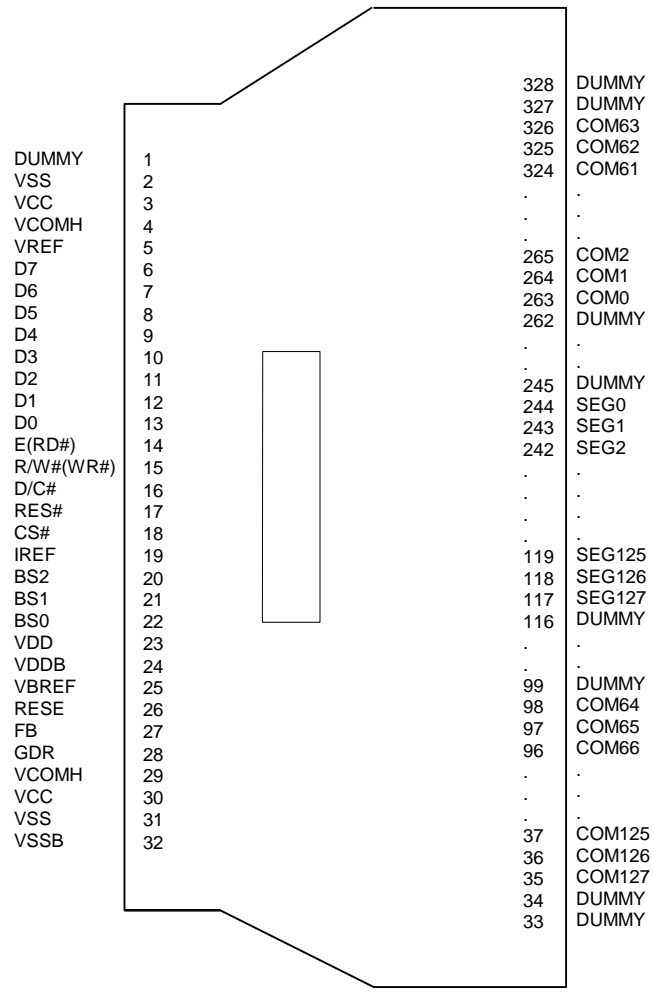 DUMMY 1
VSS 2
VCC 3
VCOMH 4
VREF 5
D7 6
D6 7
D5 8
D4 9
D3 10
D2 11
D1 12
D0 13
E(RD#) 14
R/W#(WR#) 15
D/C# 16
RES# 17
CS# 18
IREF 19
BS2 20
BS1 21
BS0 22
VDD 23
VDDB 24
VBREF 25
RESE 26
FB 27
GDR 28
VCOMH 29
VCC 30
VSS 31
VSSB 32
328 DUMMY
327 DUMMY
326 COM63
325 COM62
324 COM61
. .
. .
. .
265 COM2
264 COM1
263 COM0
262 DUMMY
. .
. .
245 DUMMY
244 SEG0
243 SEG1
242 SEG2
. .
. .
. .
. .
119 SEG125
118 SEG126
117 SEG127
116 DUMMY
. .
. .
99 DUMMY
98 COM64
97 COM65
96 COM66
. .
. .
. .
37 COM125
36 COM126
35 COM127
34 DUMMY
33 DUMMY